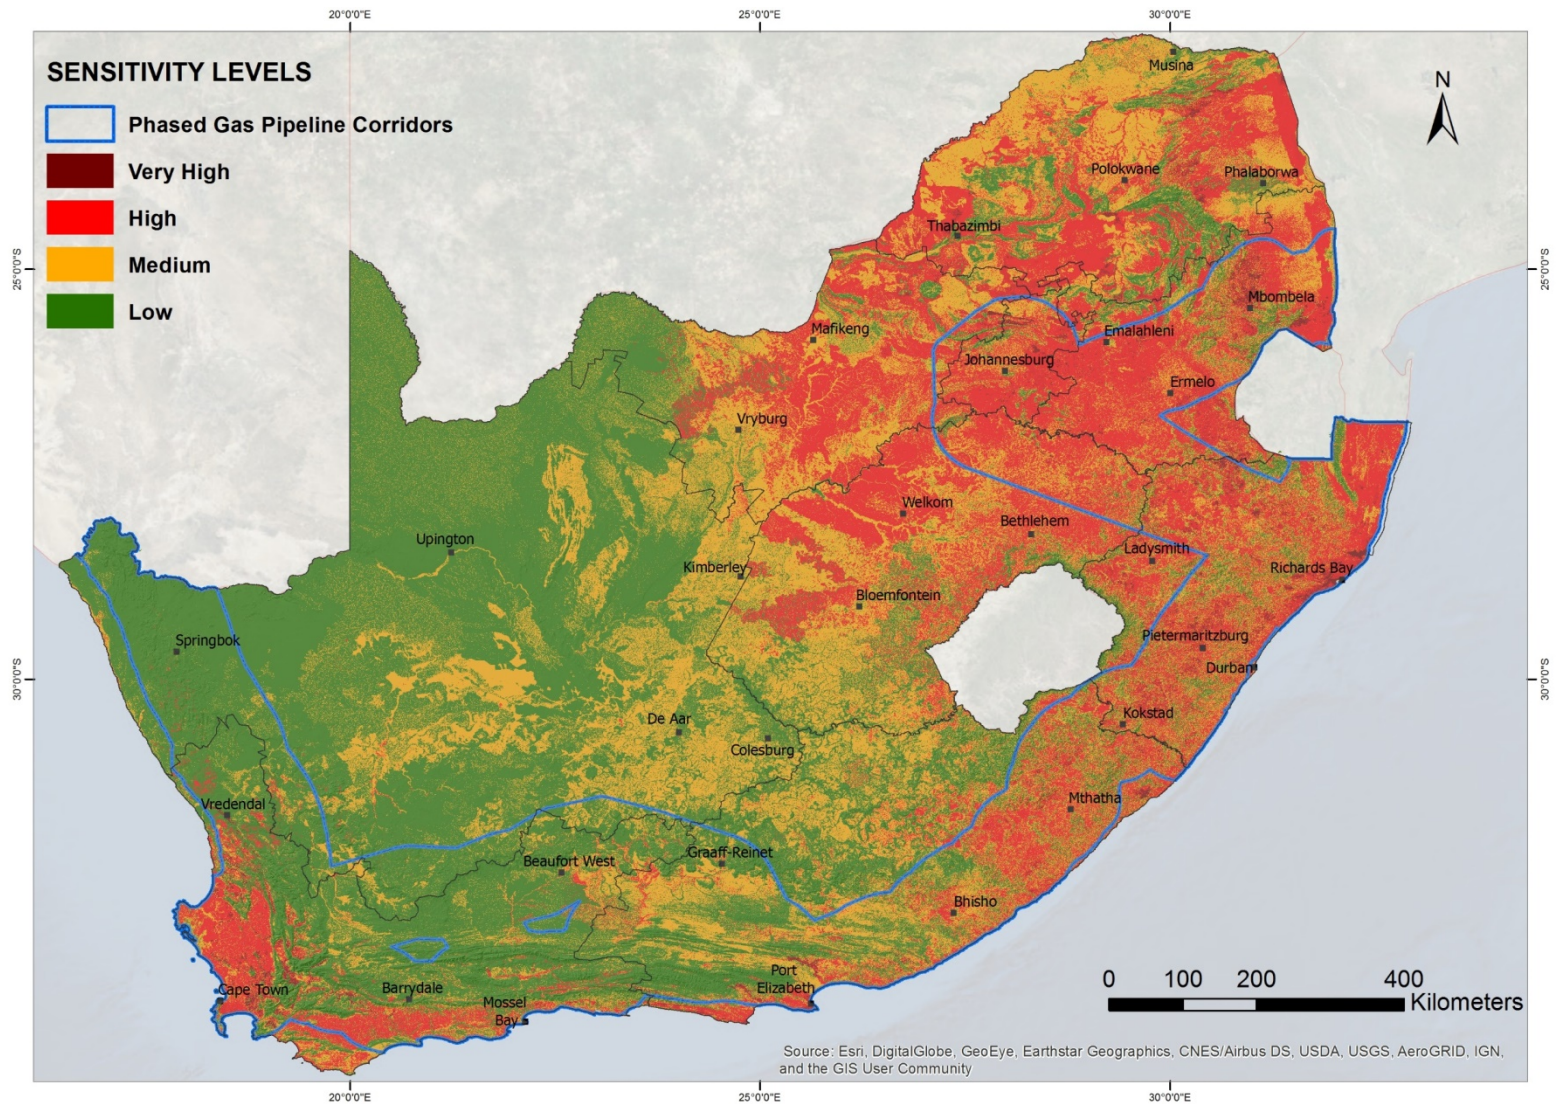 20°0'0"E 25°0'0"E 30°0'0"E
SENSITIVITY LEVELS
Phased Gas Pipeline Corridors
Very High
High
Medium
Low
N
Musina
Polokwane
Phalaborwa
Thabazimbi
25°0'0"S
25°0'0"S
Mbombela
Mafikeng
Emalahleni
Johannesburg
Ermelo
Vryburg
Welkom
Bethlehem
Upington
Ladysmith
Kimberley
Richards Bay
Bloemfontein
Springbok
Pietermaritzburg
Durban
30°0'0"S
30°0'0"S
De Aar
Kokstad
Colesburg
Vredendal
Mthatha
Beaufort West
Graaff-Reinet
Bhisho
Port
Elizabeth
Cape Town
Barrydale
Mossel
Bay
0 100 200 400
Kilometers
Source: Esri, DigitalGlobe, GeoEye, Earthstar Geographics, CNES/Airbus DS, USDA, USGS, AeroGRID, IGN,
and the GIS User Community
20°0'0"E 25°0'0"E 30°0'0"E